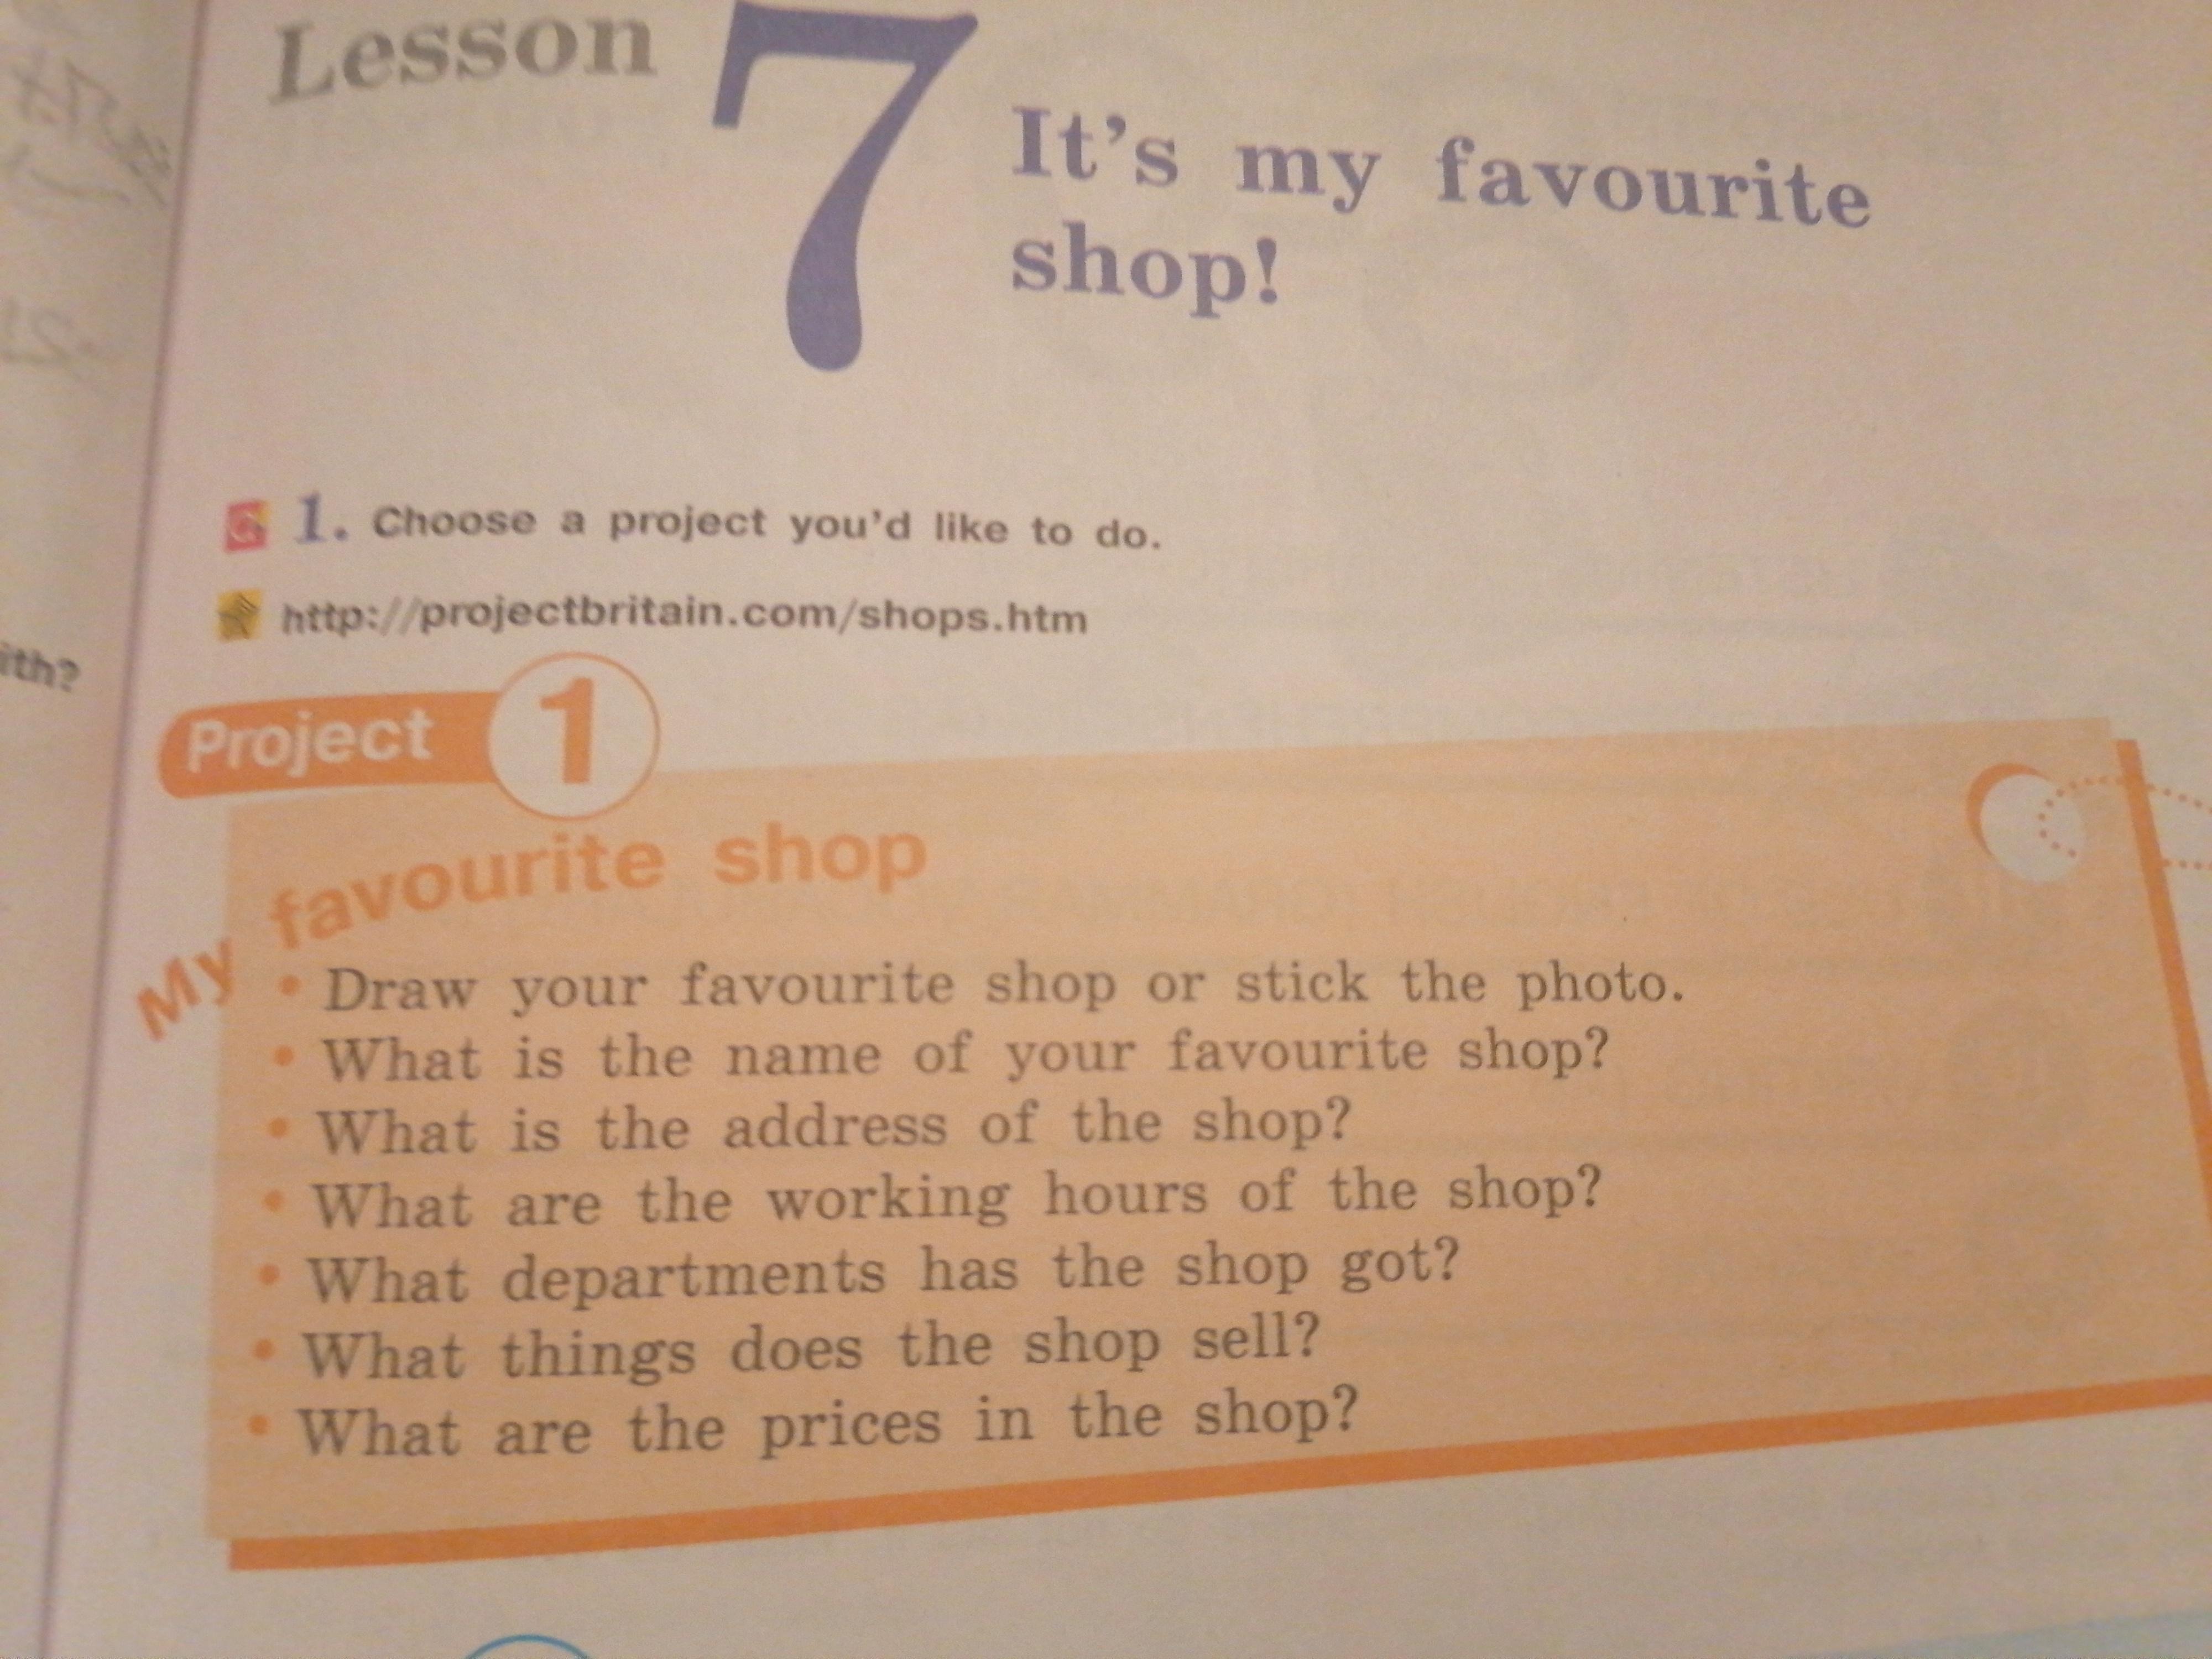 Lesson 7
It's my favourite
shop!
1. Choose a project you'd like to do.
http://projectbritain.com/shops.htm
ith?
Project 1
My favourite shop
• Draw your favourite shop or stick the photo.
• What is the name of your favourite shop?
• What is the address of the shop?
• What are the working hours of the shop?
• What departments has the shop got?
• What things does the shop sell?
• What are the prices in the shop?